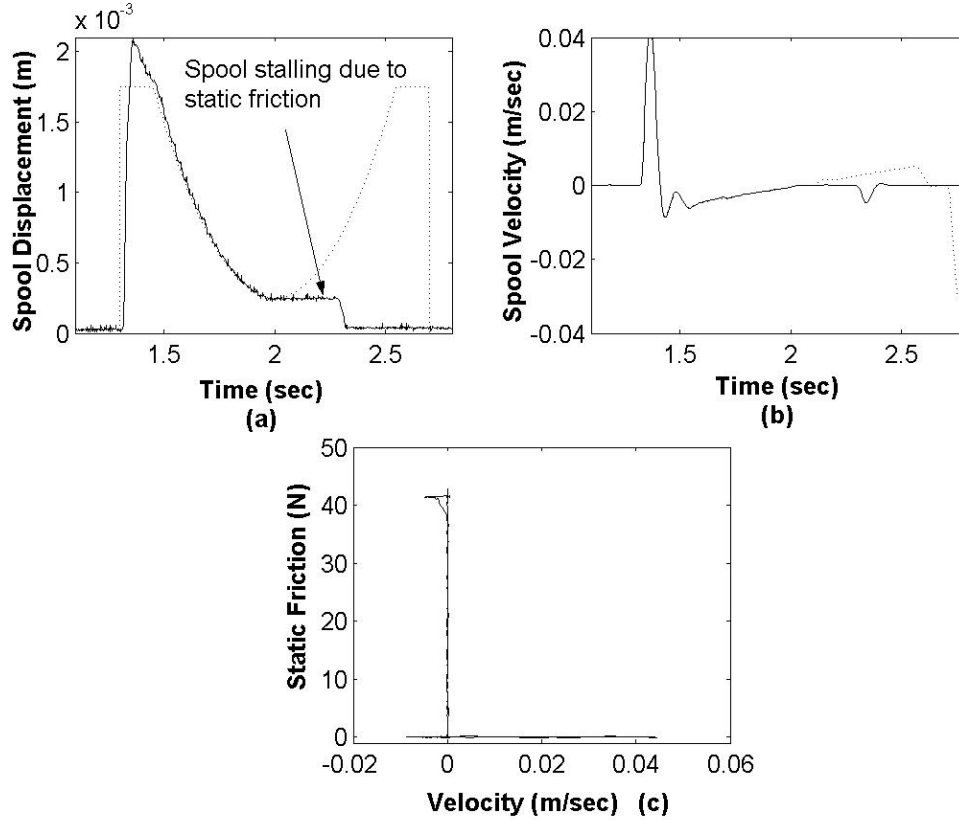 x 10⁻³
Spool Displacement (m)
2
1.5
1
0.5
0
Spool stalling due to
static friction
1.5
2
2.5
Time (sec)
(a)
Spool Velocity (m/sec)
0.04
0.02
0
-0.02
-0.04
1.5
2
2.5
Time (sec)
(b)
Static Friction (N)
50
40
30
20
10
0
-0.02
0
0.02
0.04
0.06
Velocity (m/sec) (c)